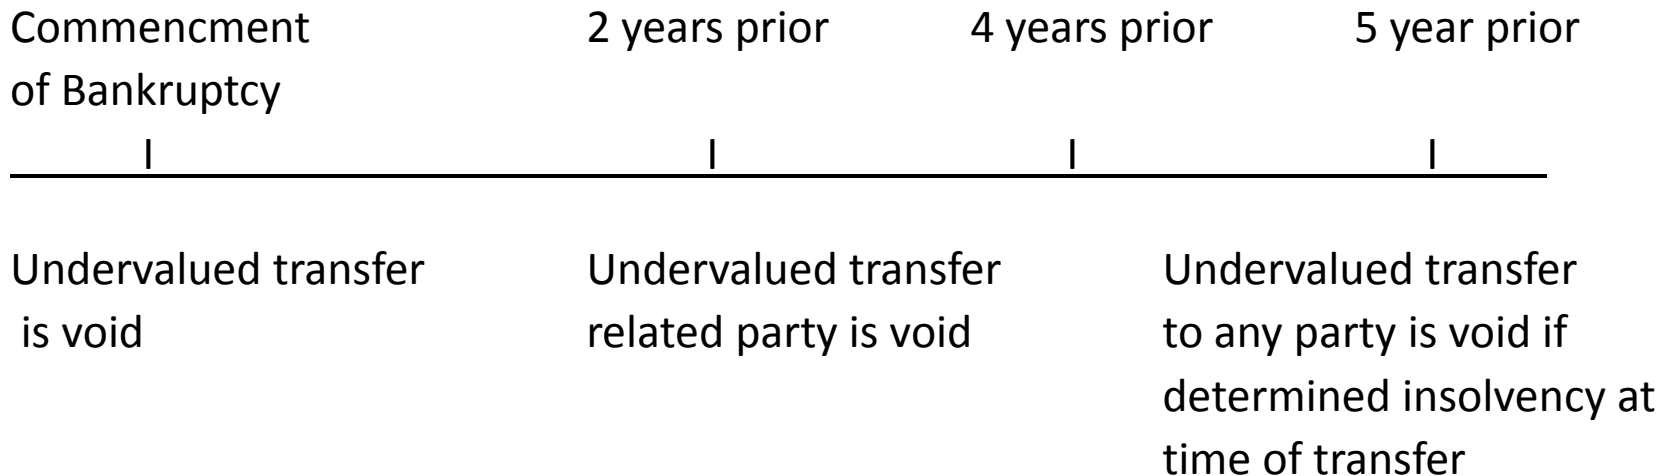 Commencment
of Bankruptcy
2 years prior
4 years prior
5 year prior
Undervalued transfer
is void
Undervalued transfer
related party is void
Undervalued transfer
to any party is void if
determined insolvency at
time of transfer